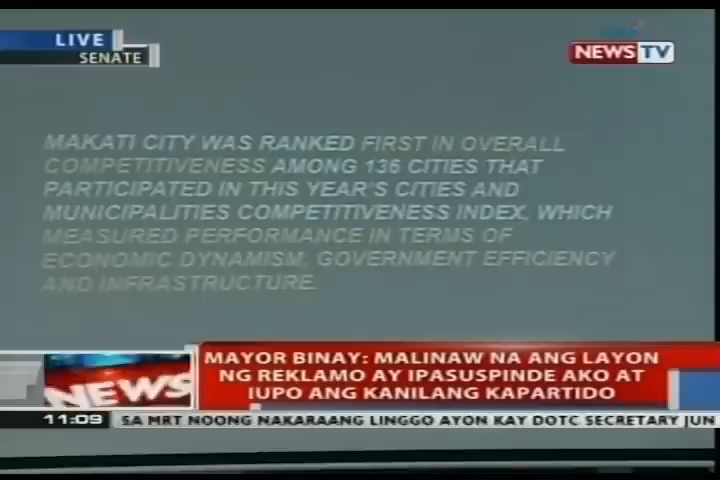 LIVE
SENATE
NEWSTV
MAKATI CITY WAS RANKED FIRST IN OVERALL
COMPETITIVENESS AMONG 136 CITIES THAT
PARTICIPATED IN THIS YEAR'S CITIES AND
MUNICIPALITIES COMPETITIVENESS INDEX, WHICH
MEASURED PERFORMANCE IN TERMS OF
ECONOMIC DYNAMISM, GOVERNMENT EFFICIENCY
AND INFRASTRUCTURE.
MAYOR BINAY: MALINAW NA ANG LAYON
NG REKLAMO AY IPASUSPINDE AKO AT
IUPO ANG KANILANG KAPARTIDO
NEWS
11:09 SA MRT NOONG NAKARAANG LINGGO AYON KAY DOTC SECRETARY JUN